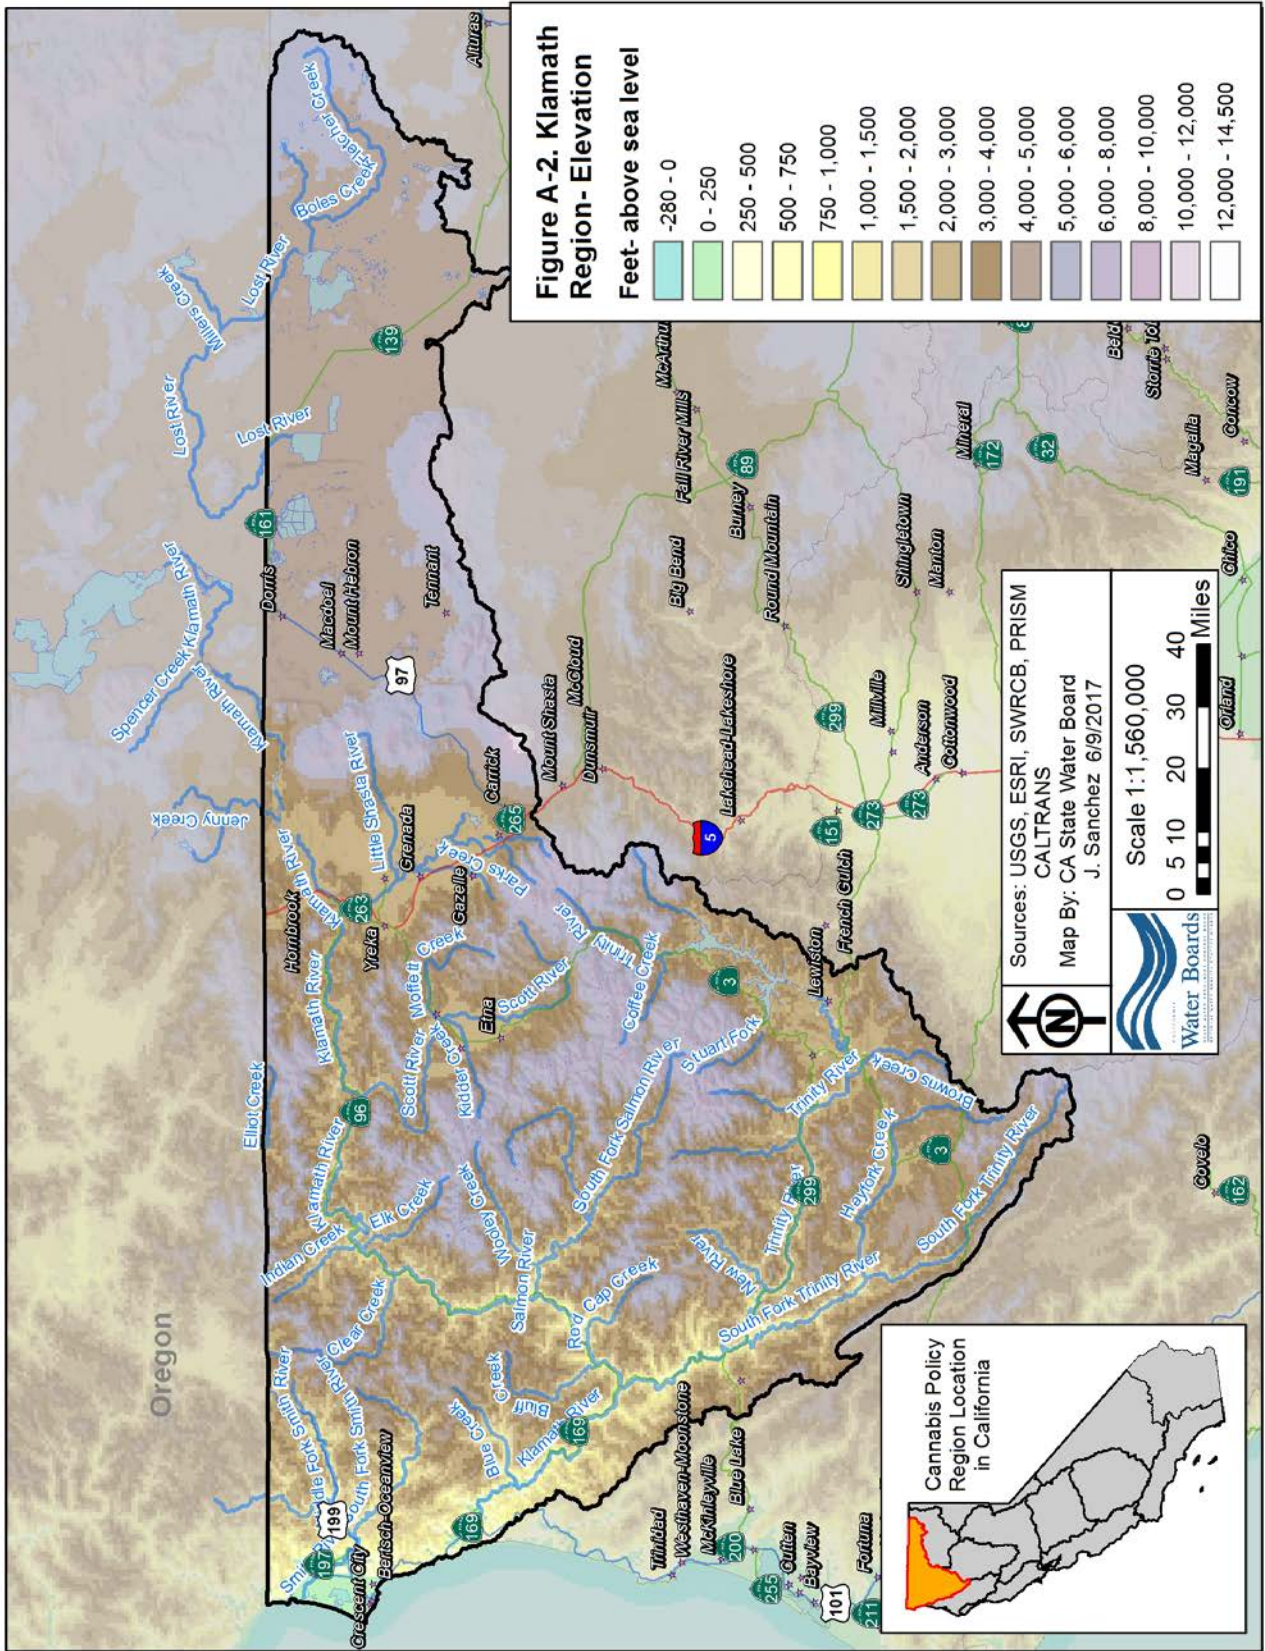 Figure A-2. Klamath
Region- Elevation
Feet- above sea level
-280 - 0
0 - 250
250 - 500
500 - 750
750 - 1,000
1,000 - 1,500
1,500 - 2,000
2,000 - 3,000
3,000 - 4,000
4,000 - 5,000
5,000 - 6,000
6,000 - 8,000
8,000 - 10,000
10,000 - 12,000
12,000 - 14,500
Oregon
Alturas
Fletcher Creek
Boles Creek
Lost River
Millers Creek
Lost River
Lost River
139
161
Klamath River
Spencer Creek
Klamath River
Klamath River
Dorris
Macdoel
Mount Hebron
Tennant
97
Jenny Creek
Little Shasta River
Klamath River
Hornbrook
263
Yreka
Grenada
Gazelle
Parks Creek
Carrick
265
Mount Shasta
McCloud
Dunsmuir
Klamath River
Moffett Creek
Scott River
Etna
Scott River
Kidder Creek
Trinity River
Coffee Creek
Elliot Creek
96
Klamath River
Indian Creek
Elk Creek
Wooley Creek
South Fork Salmon River
Salmon River
Stuart Fork
3
Lewiston
French Gulch
Trinity River
Browns Creek
Hayfork Creek
3
299
Trinity River
New River
South Fork Trinity River
South Fork Trinity River
Red Cap Creek
Clear Creek
Bluff Creek
Blue Creek
Klamath River
169
169
199
197
Crescent City
Bertsch-Oceanview
Trinidad
Westhaven-Moonstone
McKinleyville
Blue Lake
200
255
Cutten
Bayview
101
Fortuna
211
McArthur
Fall River Mills
Burney
89
Big Bend
Round Mountain
Lakehead-Lakeshore
5
299
151
273
273
Millville
Anderson
Cottonwood
Shingletown
Manton
Mineral
172
32
Storrie
Magalia
Concow
191
Chico
Orland
Covelo
162
N
Sources: USGS, ESRI, SWRCB, PRISM
CALTRANS
Map By: CA State Water Board
J. Sanchez 6/9/2017
Water Boards
Scale 1:1,560,000
0 5 10 20 30 40
Miles
Cannabis Policy
Region Location
in California